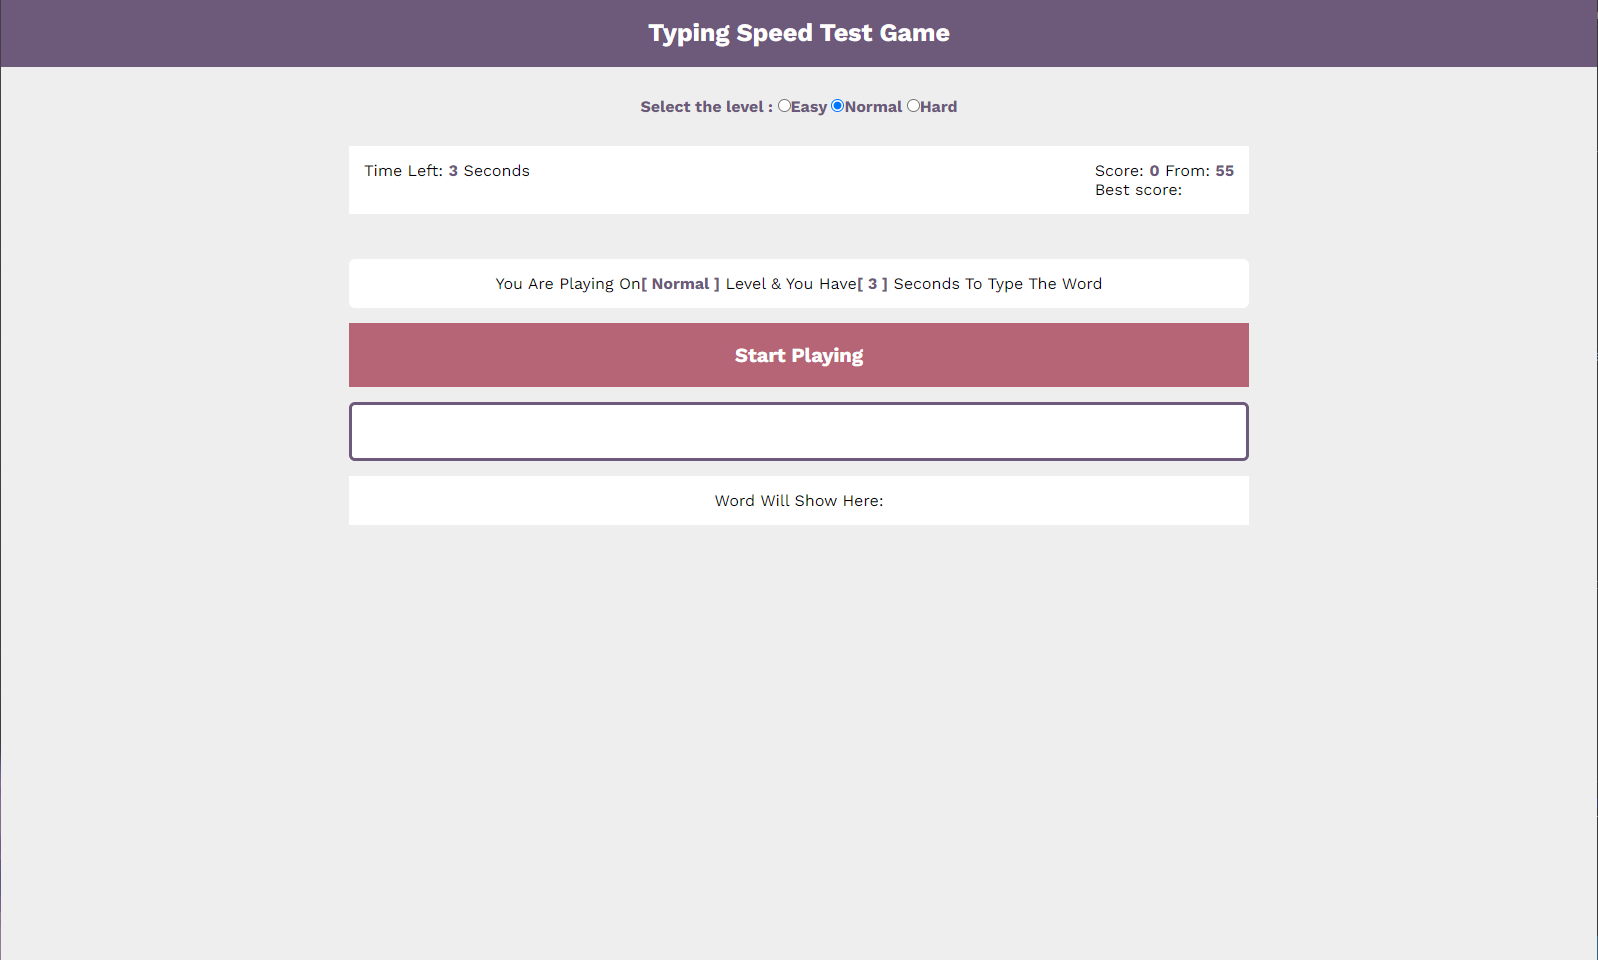 Typing Speed Test Game
Select the level : Easy Normal Hard
Time Left: 3 Seconds
Score: 0 From: 55
Best score:
You Are Playing On[ Normal ] Level & You Have[ 3 ] Seconds To Type The Word
Start Playing
Word Will Show Here: